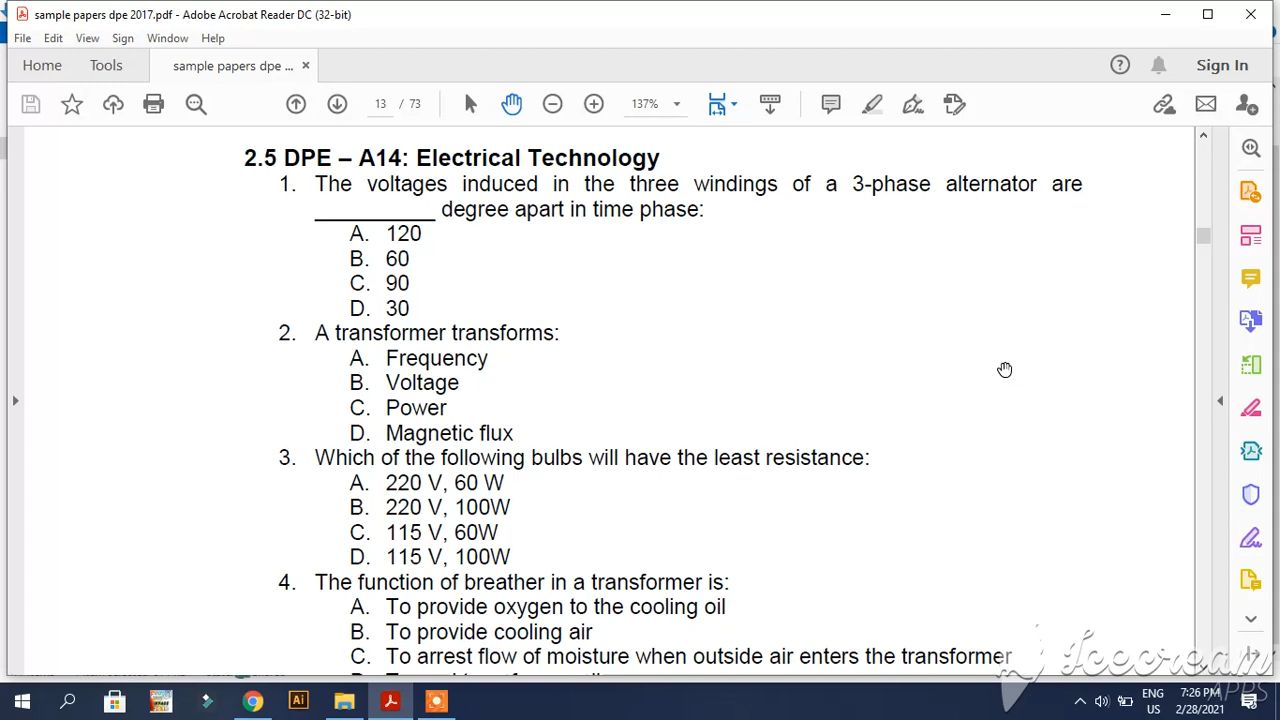 sample papers dpe 2017.pdf - Adobe Acrobat Reader DC (32-bit)
File Edit View Sign Window Help
Home Tools sample papers dpe ... × Sign In
13 / 73 137%
2.5 DPE – A14: Electrical Technology
1. The voltages induced in the three windings of a 3-phase alternator are
__________ degree apart in time phase:
A. 120
B. 60
C. 90
D. 30
2. A transformer transforms:
A. Frequency
B. Voltage
C. Power
D. Magnetic flux
3. Which of the following bulbs will have the least resistance:
A. 220 V, 60 W
B. 220 V, 100W
C. 115 V, 60W
D. 115 V, 100W
4. The function of breather in a transformer is:
A. To provide oxygen to the cooling oil
B. To provide cooling air
C. To arrest flow of moisture when outside air enters the transformer
Icecream
APPS
Ai
ENG
US
7:26 PM
2/28/2021